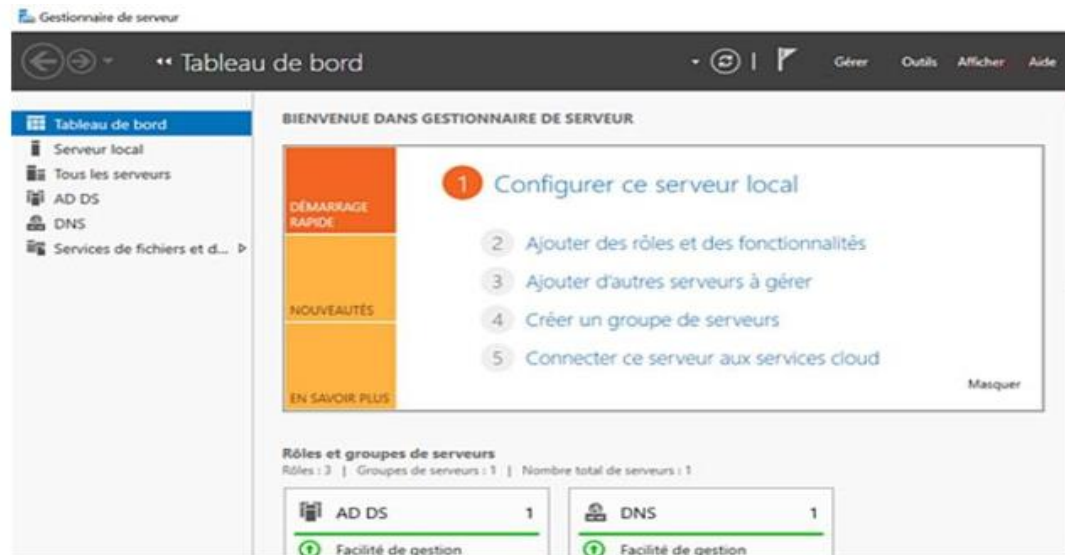 Gestionnaire de serveur
Tableau de bord
Gérer Outils Afficher Aide
Tableau de bord
Serveur local
Tous les serveurs
AD DS
DNS
Services de fichiers et d...
BIENVENUE DANS GESTIONNAIRE DE SERVEUR
DÉMARRAGE
RAPIDE
NOUVEAUTÉS
EN SAVOIR PLUS
1 Configurer ce serveur local
2 Ajouter des rôles et des fonctionnalités
3 Ajouter d'autres serveurs à gérer
4 Créer un groupe de serveurs
5 Connecter ce serveur aux services cloud
Masquer
Rôles et groupes de serveurs
Rôles : 3 | Groupes de serveurs : 1 | Nombre total de serveurs : 1
AD DS 1
Facilité de gestion
DNS 1
Facilité de gestion